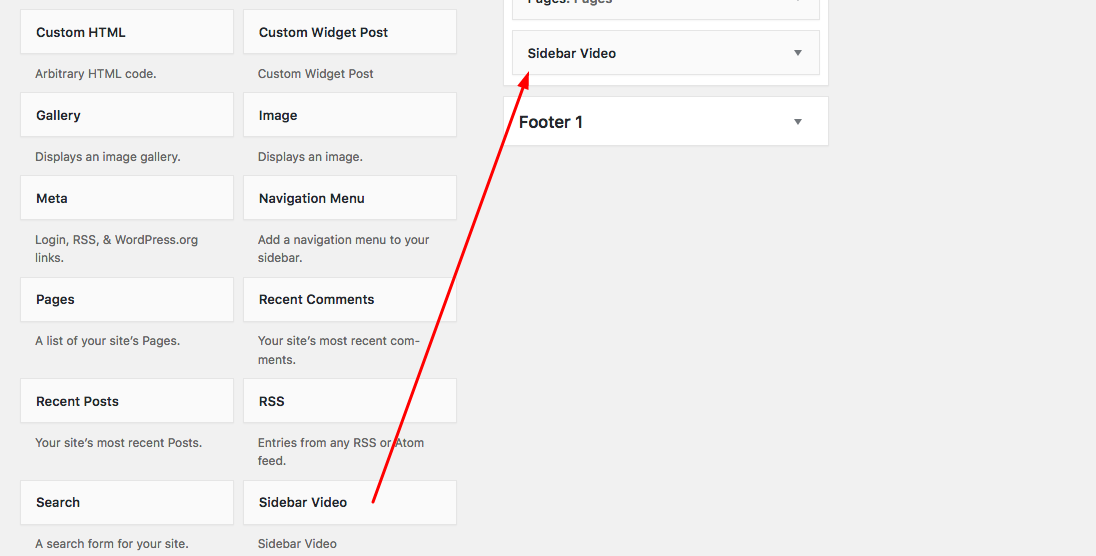 Custom HTML
Arbitrary HTML code.
Custom Widget Post
Custom Widget Post
Gallery
Displays an image gallery.
Image
Displays an image.
Meta
Login, RSS, & WordPress.org
links.
Navigation Menu
Add a navigation menu to your
sidebar.
Pages
A list of your site’s Pages.
Recent Comments
Your site’s most recent com-
ments.
Recent Posts
Your site’s most recent Posts.
RSS
Entries from any RSS or Atom
feed.
Search
A search form for your site.
Sidebar Video
Sidebar Video
Pages: Pages
Sidebar Video
Footer 1